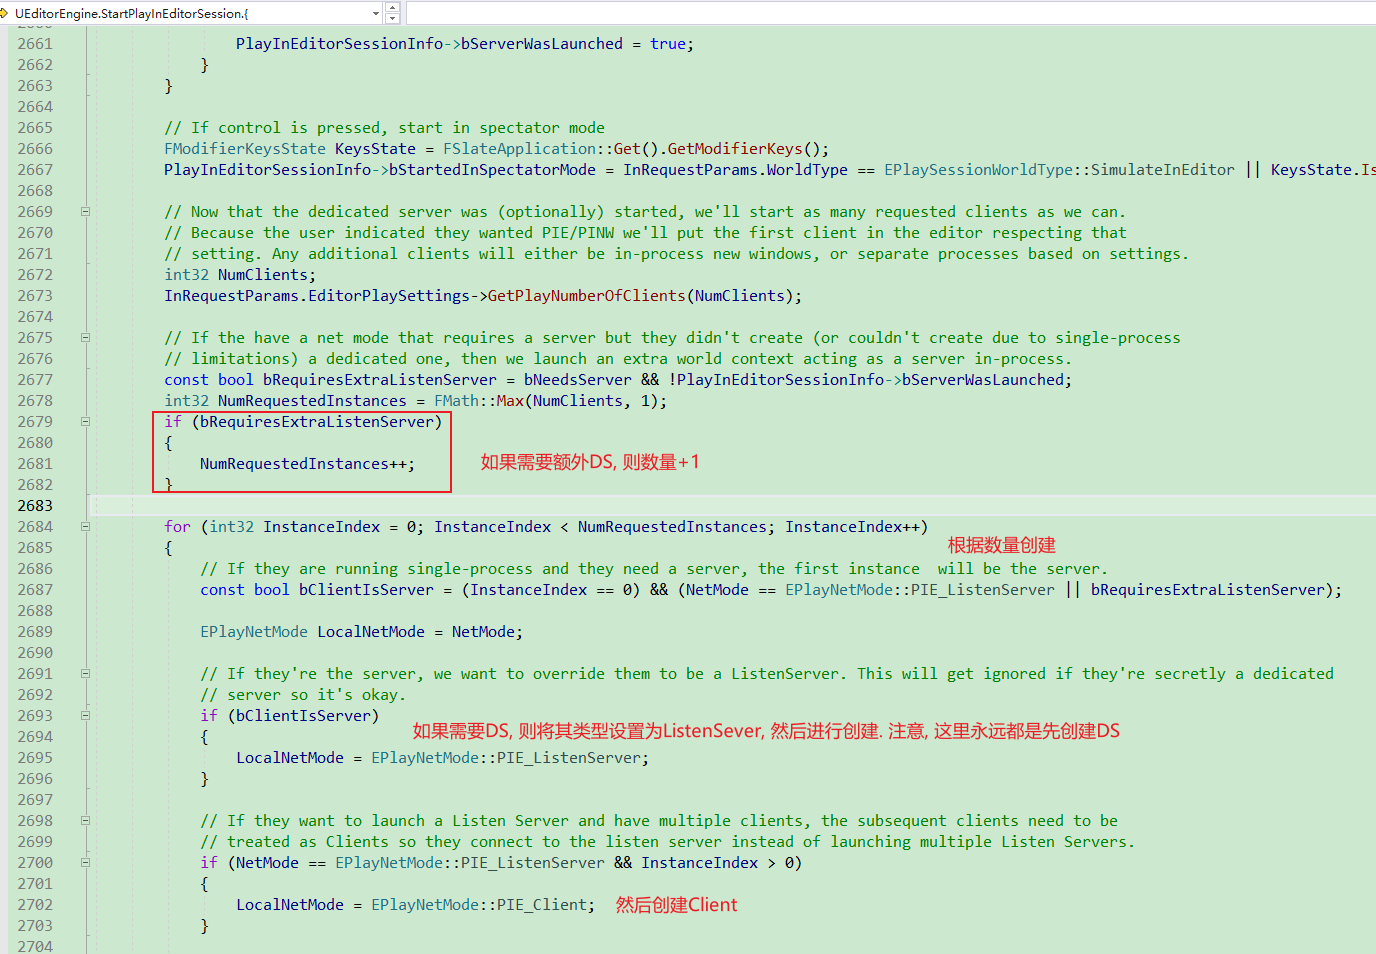 UEditorEngine.StartPlayInEditorSession.{
2661 PlayInEditorSessionInfo->bServerWasLaunched = true;
2662 }
2663 }
2664
2665 // If control is pressed, start in spectator mode
2666 FModifierKeysState KeysState = FSlateApplication::Get().GetModifierKeys();
2667 PlayInEditorSessionInfo->bStartedInSpectatorMode = InRequestParams.WorldType == EPlaySessionWorldType::SimulateInEditor || KeysState.Is
2668
2669 // Now that the dedicated server was (optionally) started, we'll start as many requested clients as we can.
2670 // Because the user indicated they wanted PIE/PINW we'll put the first client in the editor respecting that
2671 // setting. Any additional clients will either be in-process new windows, or separate processes based on settings.
2672 int32 NumClients;
2673 InRequestParams.EditorPlaySettings->GetPlayNumberOfClients(NumClients);
2674
2675 // If the have a net mode that requires a server but they didn't create (or couldn't create due to single-process
2676 // limitations) a dedicated one, then we launch an extra world context acting as a server in-process.
2677 const bool bRequiresExtraListenServer = bNeedsServer && !PlayInEditorSessionInfo->bServerWasLaunched;
2678 int32 NumRequestedInstances = FMath::Max(NumClients, 1);
2679 if (bRequiresExtraListenServer)
2680 {
2681 NumRequestedInstances++; 如果需要额外DS, 则数量+1
2682 }
2683
2684 for (int32 InstanceIndex = 0; InstanceIndex < NumRequestedInstances; InstanceIndex++)
2685 { 根据数量创建
2686 // If they are running single-process and they need a server, the first instance  will be the server.
2687 const bool bClientIsServer = (InstanceIndex == 0) && (NetMode == EPlayNetMode::PIE_ListenServer || bRequiresExtraListenServer);
2688
2689 EPlayNetMode LocalNetMode = NetMode;
2690
2691 // If they're the server, we want to override them to be a ListenServer. This will get ignored if they're secretly a dedicated
2692 // server so it's okay.
2693 if (bClientIsServer)
2694 { 如果需要DS, 则将其类型设置为ListenSever, 然后进行创建. 注意, 这里永远都是先创建DS
2695 LocalNetMode = EPlayNetMode::PIE_ListenServer;
2696 }
2697
2698 // If they want to launch a Listen Server and have multiple clients, the subsequent clients need to be
2699 // treated as Clients so they connect to the listen server instead of launching multiple Listen Servers.
2700 if (NetMode == EPlayNetMode::PIE_ListenServer && InstanceIndex > 0)
2701 {
2702 LocalNetMode = EPlayNetMode::PIE_Client; 然后创建Client
2703 }
2704